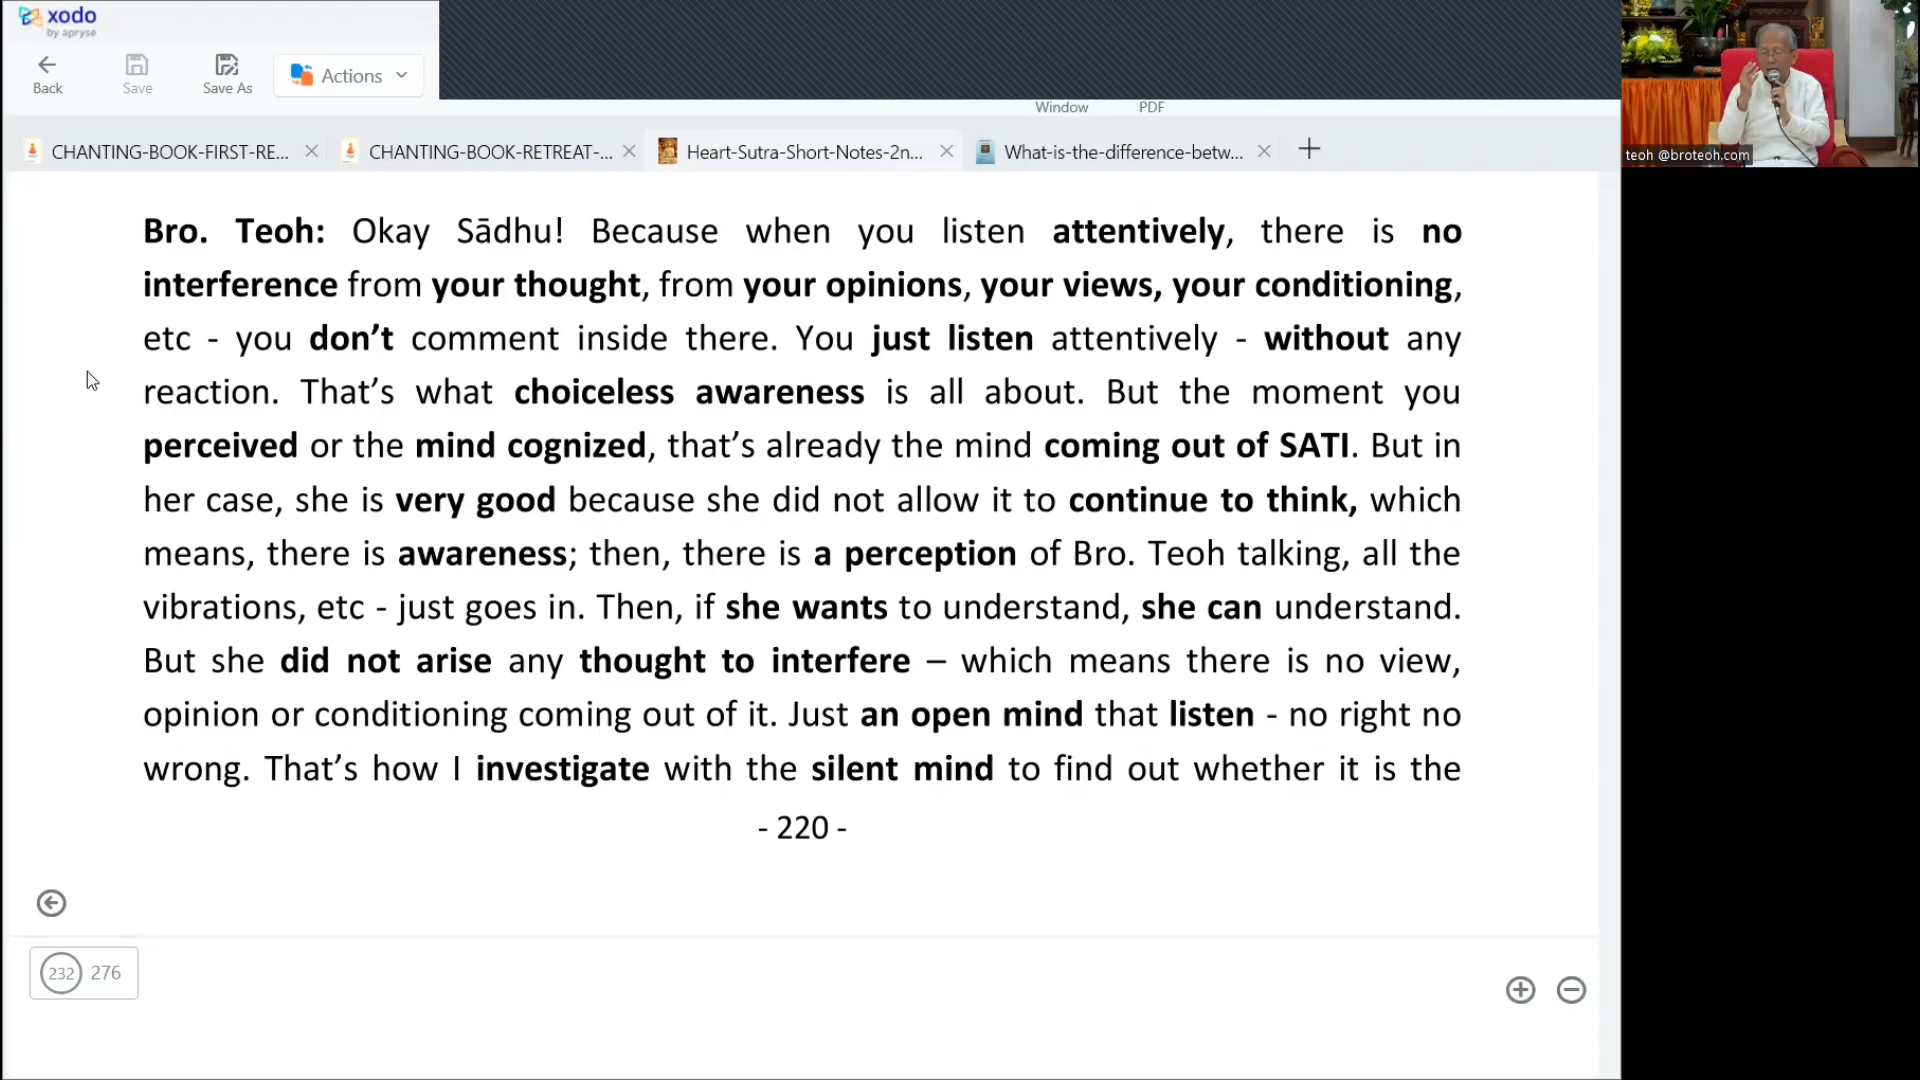 xodo
by apryse
Back
Save
Save As
Actions
Window
PDF
CHANTING-BOOK-FIRST-RE...
CHANTING-BOOK-RETREAT-...
Heart-Sutra-Short-Notes-2n...
What-is-the-difference-betw...
teoh @broteoh.com
Bro. Teoh: Okay Sādhu! Because when you listen attentively, there is no
interference from your thought, from your opinions, your views, your conditioning,
etc - you don’t comment inside there. You just listen attentively - without any
reaction. That’s what choiceless awareness is all about. But the moment you
perceived or the mind cognized, that’s already the mind coming out of SATI. But in
her case, she is very good because she did not allow it to continue to think, which
means, there is awareness; then, there is a perception of Bro. Teoh talking, all the
vibrations, etc - just goes in. Then, if she wants to understand, she can understand.
But she did not arise any thought to interfere – which means there is no view,
opinion or conditioning coming out of it. Just an open mind that listen - no right no
wrong. That’s how I investigate with the silent mind to find out whether it is the
- 220 -
232 276